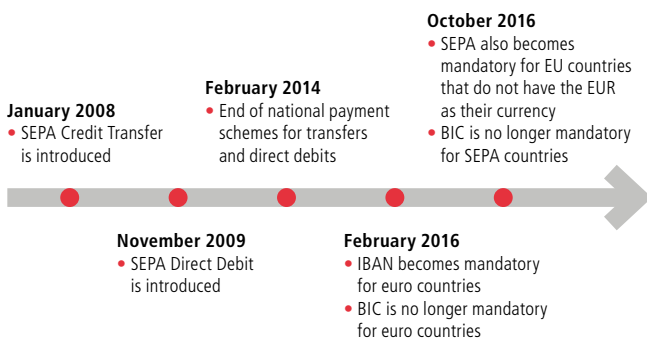 January 2008
• SEPA Credit Transfer
is introduced
November 2009
• SEPA Direct Debit
is introduced
February 2014
• End of national payment
schemes for transfers
and direct debits
February 2016
• IBAN becomes mandatory
for euro countries
• BIC is no longer mandatory
for euro countries
October 2016
• SEPA also becomes
mandatory for EU countries
that do not have the EUR
as their currency
• BIC is no longer mandatory
for SEPA countries